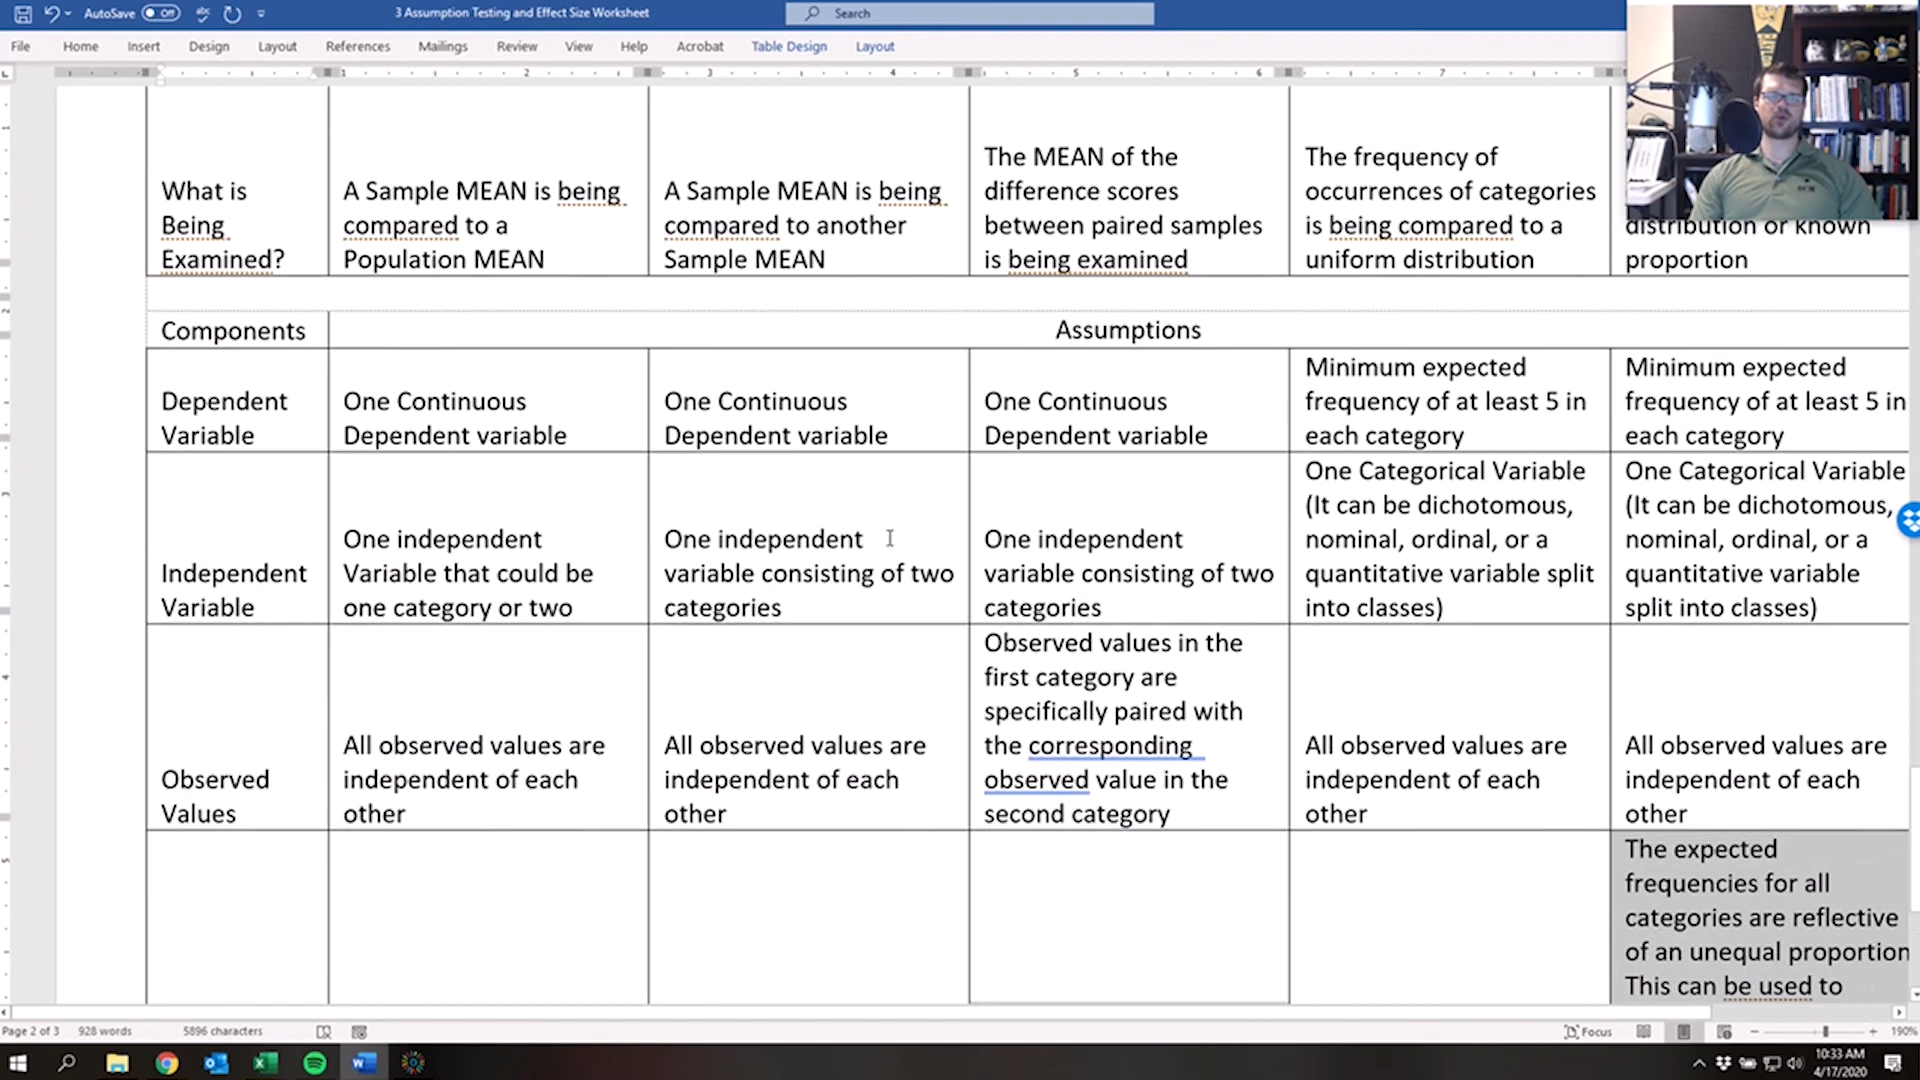 AutoSave Off
3 Assumption Testing and Effect Size Worksheet
Search
File Home Insert Design Layout References Mailings Review View Help Acrobat Table Design Layout
1 2 3 4 5 6 7
What is
Being
Examined?
A Sample MEAN is being
compared to a
Population MEAN
A Sample MEAN is being
compared to another
Sample MEAN
The MEAN of the
difference scores
between paired samples
is being examined
The frequency of
occurrences of categories
is being compared to a
uniform distribution
distribution or known
proportion
Components
Assumptions
Dependent
Variable
One Continuous
Dependent variable
One Continuous
Dependent variable
One Continuous
Dependent variable
Minimum expected
frequency of at least 5 in
each category
Minimum expected
frequency of at least 5 in
each category
Independent
Variable
One independent
Variable that could be
one category or two
One independent
variable consisting of two
categories
One independent
variable consisting of two
categories
One Categorical Variable
(It can be dichotomous,
nominal, ordinal, or a
quantitative variable split
into classes)
One Categorical Variable
(It can be dichotomous,
nominal, ordinal, or a
quantitative variable
split into classes)
Observed
Values
All observed values are
independent of each
other
All observed values are
independent of each
other
Observed values in the
first category are
specifically paired with
the corresponding
observed value in the
second category
All observed values are
independent of each
other
All observed values are
independent of each
other
The expected
frequencies for all
categories are reflective
of an unequal proportion
This can be used to
Page 2 of 3 928 words 5896 characters
Focus
190%
10:33 AM
4/17/2020